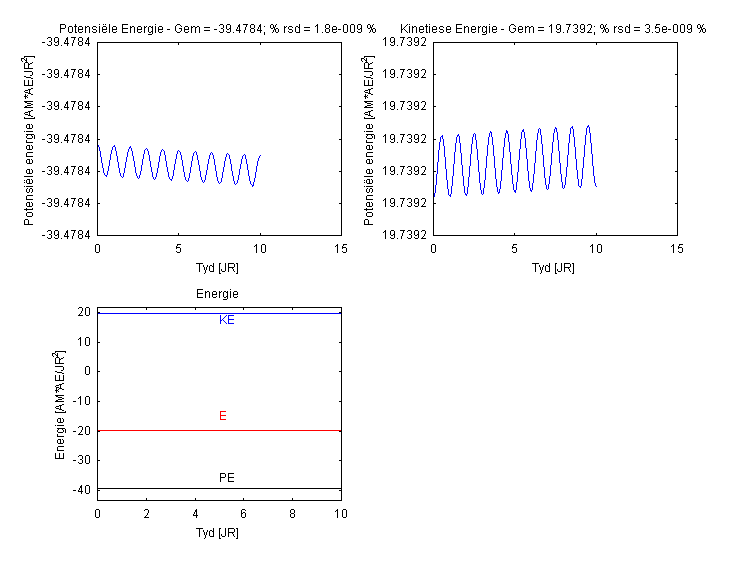 Potensiële Energie - Gem = -39.4784; % rsd = 1.8e-009 %
-39.4784
-39.4784
-39.4784
-39.4784
-39.4784
-39.4784
-39.4784
Potensiële energie [AM*AE/JR²]
0 5 10 15
Tyd [JR]
Kinetiese Energie - Gem = 19.7392; % rsd = 3.5e-009 %
19.7392
19.7392
19.7392
19.7392
19.7392
19.7392
19.7392
Potensiële energie [AM*AE/JR²]
0 5 10 15
Tyd [JR]
Energie
20
10
0
-10
-20
-30
-40
Energie [AM*AE/JR²]
KE
E
PE
0 2 4 6 8 10
Tyd [JR]